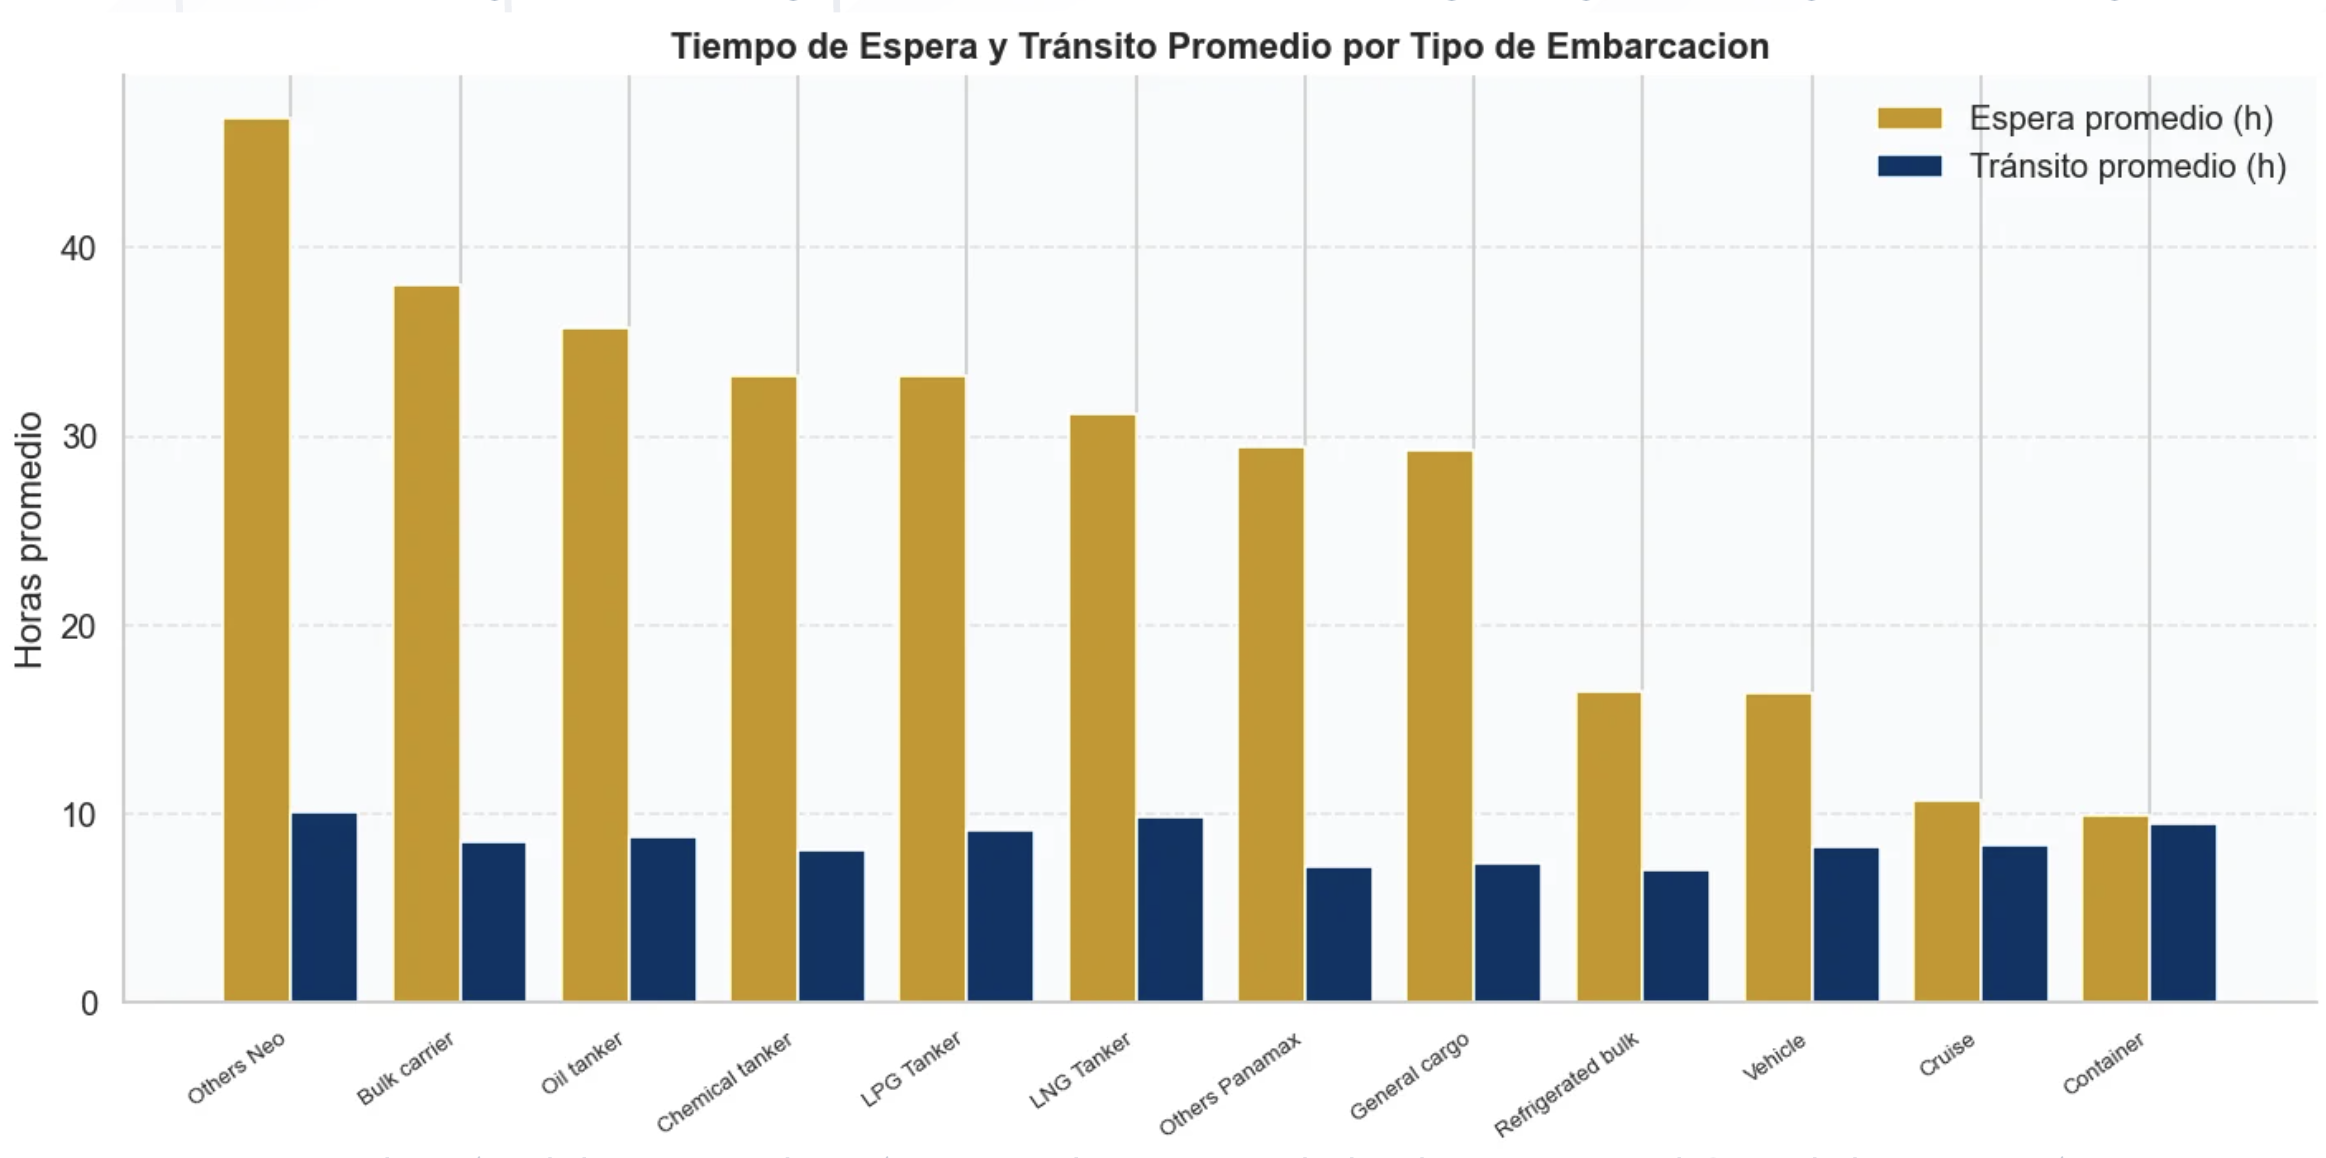 Tiempo de Espera y Tránsito Promedio por Tipo de Embarcacion
Espera promedio (h)
Tránsito promedio (h)
Horas promedio
40
30
20
10
0
Others Neo
Bulk carrier
Oil tanker
Chemical tanker
LPG Tanker
LNG Tanker
Others Panamax
General cargo
Refrigerated bulk
Vehicle
Cruise
Container